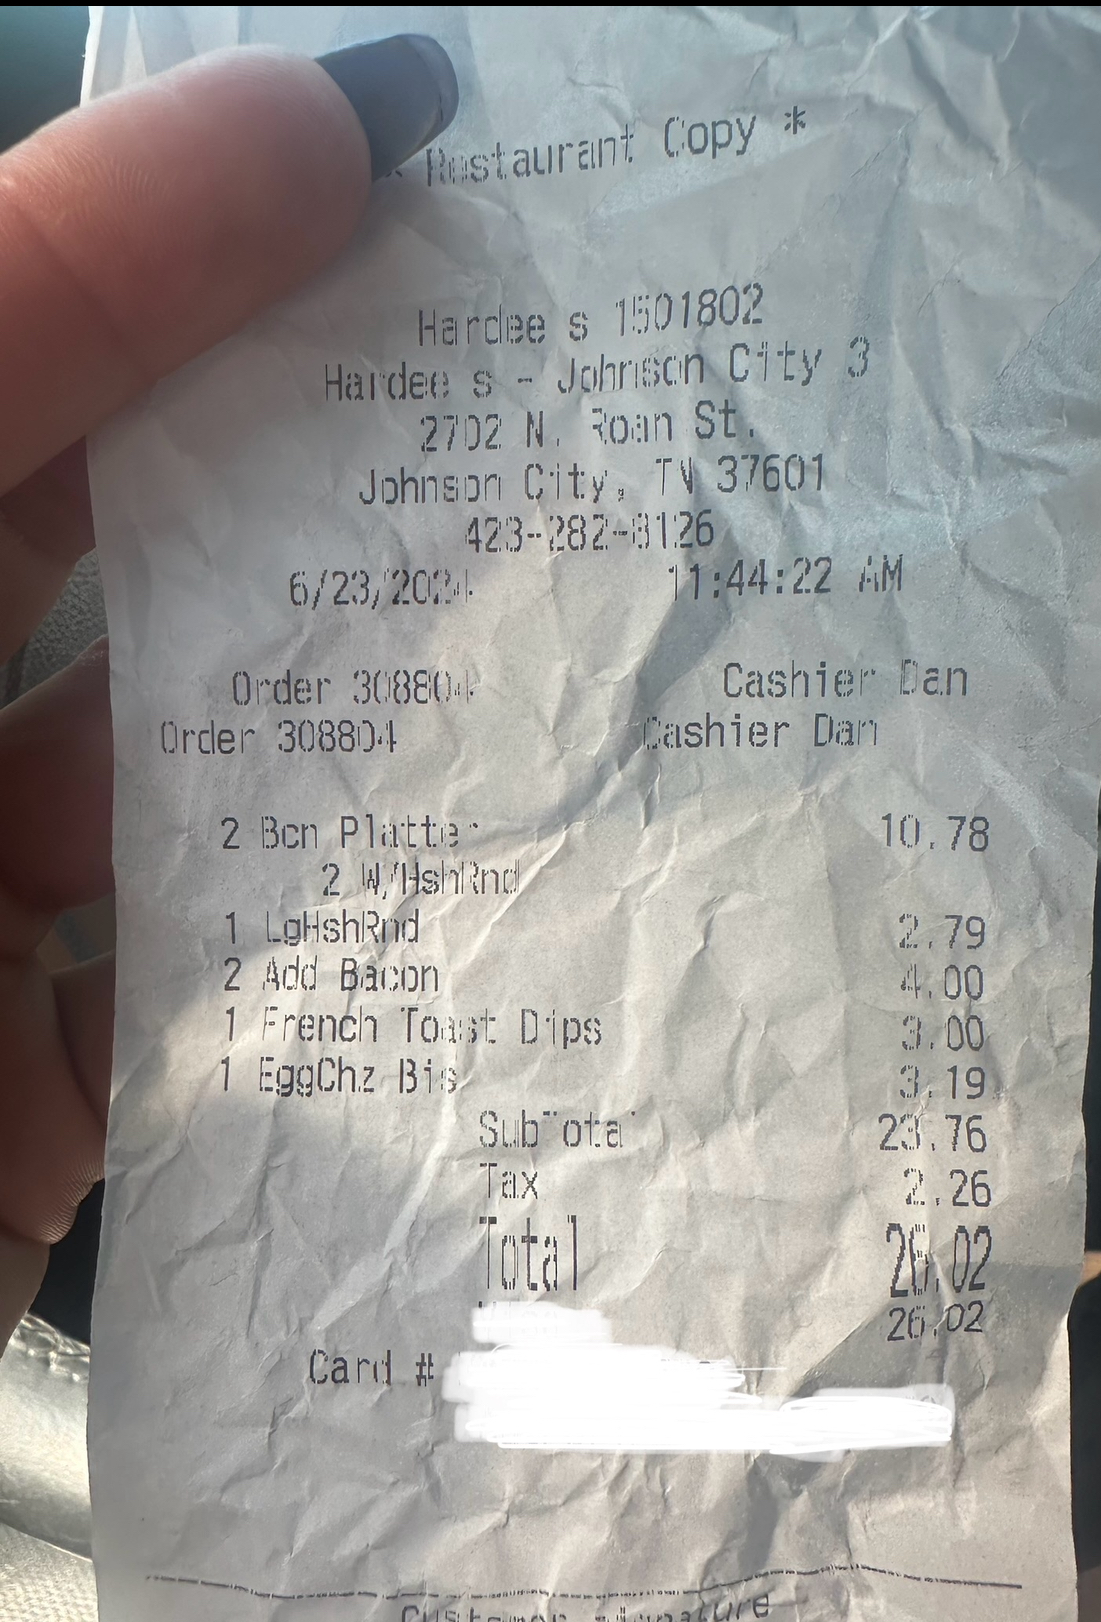 * Restaurant Copy *
Hardee s 1501802
Hardee s - Johnson City 3
2702 N. Roan St.
Johnson City, TN 37601
423-282-8126
6/23/2024 11:44:22 AM
Order 308804 Cashier Dan
Order 308804 Cashier Dan
2 Bcn Platter 10.78
2 W/HshRnd
1 LgHshRnd 2.79
2 Add Bacon 4.00
1 French Toast Dips 3.00
1 EggChz Bis 3.19
SubTotal 23.76
Tax 2.26
Total 26.02
26.02
Card #
Customer signature